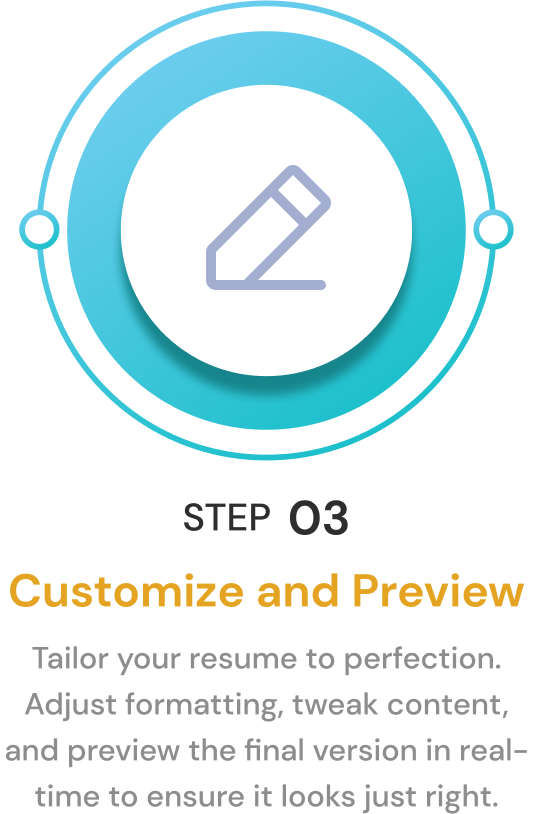 STEP 03
Customize and Preview
Tailor your resume to perfection.
Adjust formatting, tweak content,
and preview the final version in real-
time to ensure it looks just right.